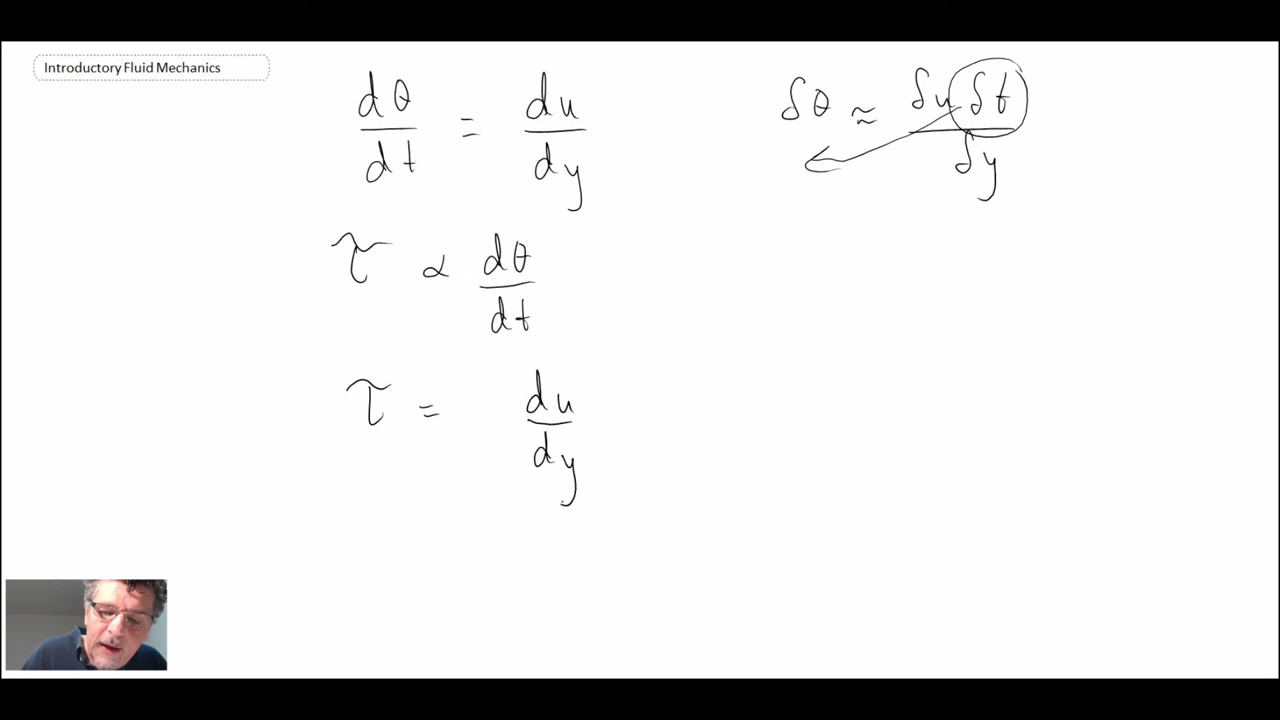 Introductory Fluid Mechanics
dθ/dt = du/dy
δθ ≈ δu δt/δy
τ ∝ dθ/dt
τ = du/dy